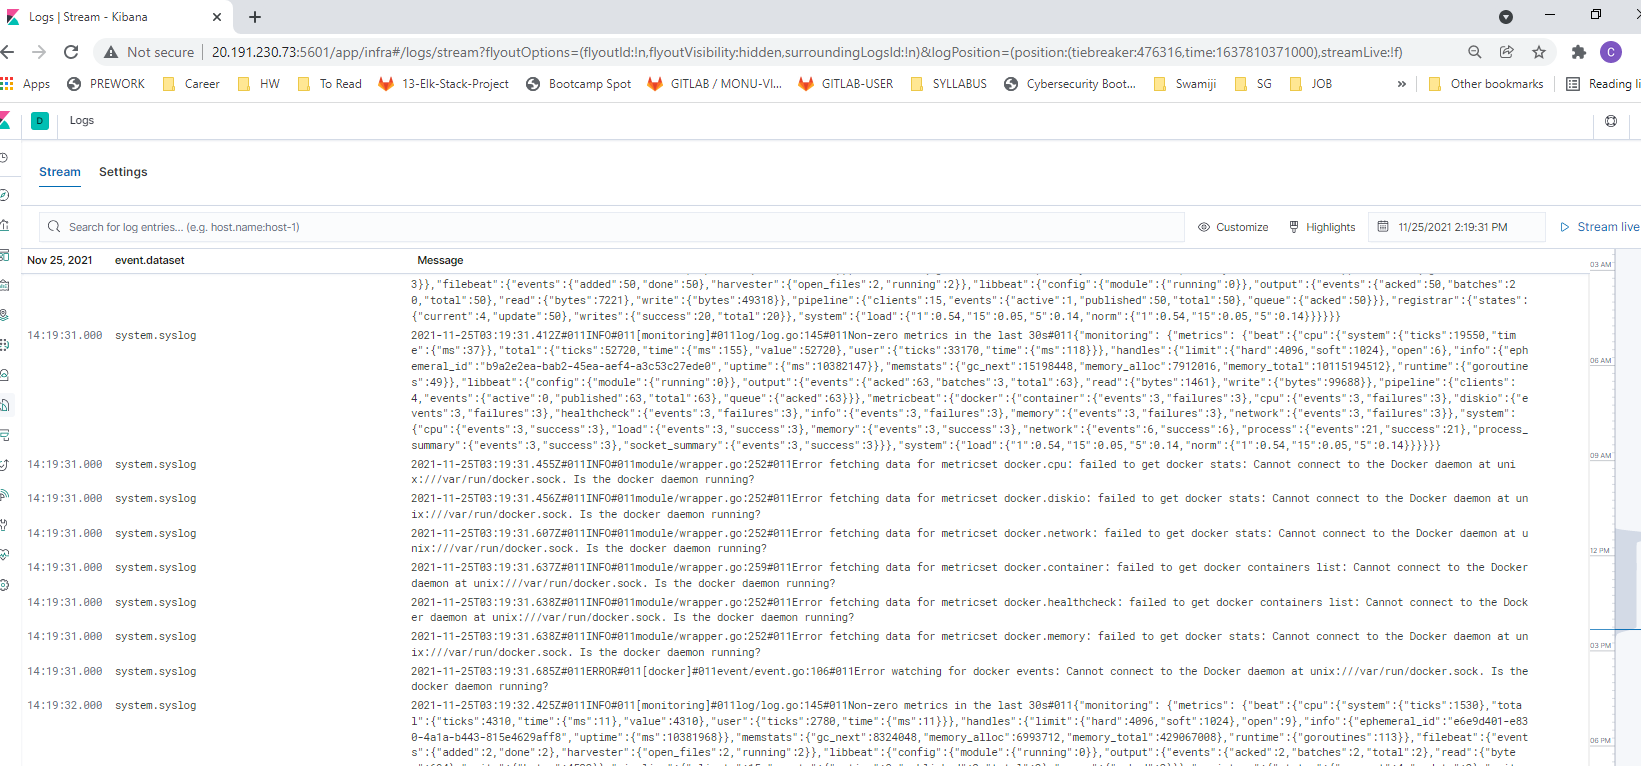 Logs | Stream - Kibana
Not secure | 20.191.230.73:5601/app/infra#/logs/stream?flyoutOptions=(flyoutId:!n,flyoutVisibility:hidden,surroundingLogsId:!n)&logPosition=(position:(tiebreaker:476316,time:1637810371000),streamLive:!f) C
Apps PREWORK Career HW To Read 13-Elk-Stack-Project Bootcamp Spot GITLAB / MONU-VI... GITLAB-USER SYLLABUS Cybersecurity Boot... Swamiji SG JOB » Other bookmarks Reading li
D Logs
Stream Settings
Search for log entries... (e.g. host.name:host-1) Customize Highlights 11/25/2021 2:19:31 PM Stream live
Nov 25, 2021 event.dataset Message
03 AM
3}},"filebeat":{"events":{"added":50,"done":50},"harvester":{"open_files":2,"running":2}},"libbeat":{"config":{"module":{"running":0}},"output":{"events":{"acked":50,"batches":2
0,"total":50},"read":{"bytes":7221},"write":{"bytes":49318}},"pipeline":{"clients":15,"events":{"active":1,"published":50,"total":50},"queue":{"acked":50}}},"registrar":{"states":
{"current":4,"update":50},"writes":{"success":20,"total":20}},"system":{"load":{"1":0.54,"15":0.05,"5":0.14,"norm":{"1":0.54,"15":0.05,"5":0.14}}}}}}
14:19:31.000 system.syslog 2021-11-25T03:19:31.412Z#011INFO#011[monitoring]#011log/log.go:145#011Non-zero metrics in the last 30s#011{"monitoring": {"metrics": {"beat":{"cpu":{"system":{"ticks":19550,"tim
e":{"ms":37}},"total":{"ticks":52720,"time":{"ms":155},"value":52720},"user":{"ticks":33170,"time":{"ms":118}}},"handles":{"limit":{"hard":4096,"soft":1024},"open":6},"info":{"eph
06 AM
emeral_id":"b9a2e2ea-bab2-45ea-aef4-a3c53c27ede0","uptime":{"ms":10382147}},"memstats":{"gc_next":15198448,"memory_alloc":7912016,"memory_total":10115194512},"runtime":{"goroutine
s":49}},"libbeat":{"config":{"module":{"running":0}},"output":{"events":{"acked":63,"batches":3,"total":63},"read":{"bytes":1461},"write":{"bytes":99688}},"pipeline":{"clients":
4,"events":{"active":0,"published":63,"total":63},"queue":{"acked":63}}},"metricbeat":{"docker":{"container":{"events":3,"failures":3},"cpu":{"events":3,"failures":3},"diskio":{"e
vents":3,"failures":3},"healthcheck":{"events":3,"failures":3},"info":{"events":3,"failures":3},"memory":{"events":3,"failures":3},"network":{"events":3,"failures":3}},"system":
{"cpu":{"events":3,"success":3},"load":{"events":3,"success":3},"memory":{"events":3,"success":3},"network":{"events":6,"success":6},"process":{"events":21,"success":21},"process_
summary":{"events":3,"success":3},"socket_summary":{"events":3,"success":3}}},"system":{"load":{"1":0.54,"15":0.05,"5":0.14,"norm":{"1":0.54,"15":0.05,"5":0.14}}}}}}
09 AM
14:19:31.000 system.syslog 2021-11-25T03:19:31.455Z#011INFO#011module/wrapper.go:252#011Error fetching data for metricset docker.cpu: failed to get docker stats: Cannot connect to the Docker daemon at uni
x:///var/run/docker.sock. Is the docker daemon running?
14:19:31.000 system.syslog 2021-11-25T03:19:31.456Z#011INFO#011module/wrapper.go:252#011Error fetching data for metricset docker.diskio: failed to get docker stats: Cannot connect to the Docker daemon at un
ix:///var/run/docker.sock. Is the docker daemon running?
14:19:31.000 system.syslog 2021-11-25T03:19:31.607Z#011INFO#011module/wrapper.go:252#011Error fetching data for metricset docker.network: failed to get docker stats: Cannot connect to the Docker daemon at u
nix:///var/run/docker.sock. Is the docker daemon running?
12 PM
14:19:31.000 system.syslog 2021-11-25T03:19:31.637Z#011INFO#011module/wrapper.go:259#011Error fetching data for metricset docker.container: failed to get docker containers list: Cannot connect to the Docker
daemon at unix:///var/run/docker.sock. Is the docker daemon running?
14:19:31.000 system.syslog 2021-11-25T03:19:31.638Z#011INFO#011module/wrapper.go:252#011Error fetching data for metricset docker.healthcheck: failed to get docker containers list: Cannot connect to the Dock
er daemon at unix:///var/run/docker.sock. Is the docker daemon running?
14:19:31.000 system.syslog 2021-11-25T03:19:31.638Z#011INFO#011module/wrapper.go:252#011Error fetching data for metricset docker.memory: failed to get docker stats: Cannot connect to the Docker daemon at un
ix:///var/run/docker.sock. Is the docker daemon running?
03 PM
14:19:31.000 system.syslog 2021-11-25T03:19:31.685Z#011ERROR#011[docker]#011event/event.go:106#011Error watching for docker events: Cannot connect to the Docker daemon at unix:///var/run/docker.sock. Is the
docker daemon running?
14:19:32.000 system.syslog 2021-11-25T03:19:32.425Z#011INFO#011[monitoring]#011log/log.go:145#011Non-zero metrics in the last 30s#011{"monitoring": {"metrics": {"beat":{"cpu":{"system":{"ticks":1530},"tota
l":{"ticks":4310,"time":{"ms":11},"value":4310},"user":{"ticks":2780,"time":{"ms":11}}},"handles":{"limit":{"hard":4096,"soft":1024},"open":9},"info":{"ephemeral_id":"e6e9d401-e83
0-4a1a-b443-815e4629aff8","uptime":{"ms":10381968}},"memstats":{"gc_next":8324048,"memory_alloc":6993712,"memory_total":429067008},"runtime":{"goroutines":113}},"filebeat":{"event
06 PM
s":{"added":2,"done":2},"harvester":{"open_files":2,"running":2}},"libbeat":{"config":{"module":{"running":0}},"output":{"events":{"acked":2,"batches":2,"total":2},"read":{"byte